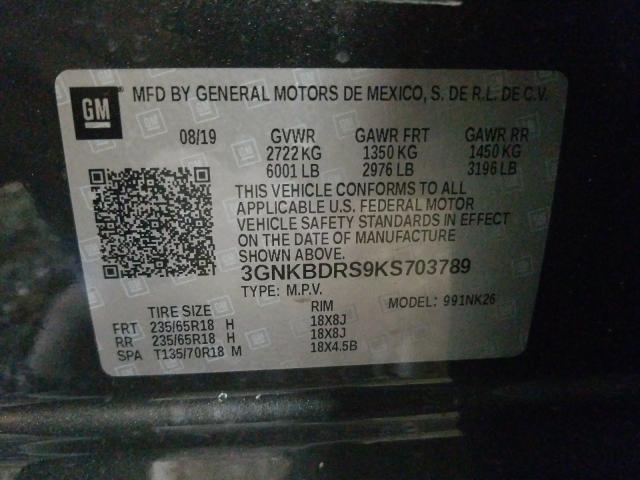 GM MFD BY GENERAL MOTORS DE MEXICO, S. DE R.L. DE C.V.
08/19 GVWR GAWR FRT GAWR RR
2722 KG 1350 KG 1450 KG
6001 LB 2976 LB 3196 LB
THIS VEHICLE CONFORMS TO ALL
APPLICABLE U.S. FEDERAL MOTOR
VEHICLE SAFETY STANDARDS IN EFFECT
ON THE DATE OF MANUFACTURE
SHOWN ABOVE.
3GNKBDRS9KS703789
TYPE: M.P.V. MODEL: 991NK26
TIRE SIZE RIM
FRT 235/65R18 H 18X8J
RR 235/65R18 H 18X8J
SPA T135/70R18 M 18X4.5B